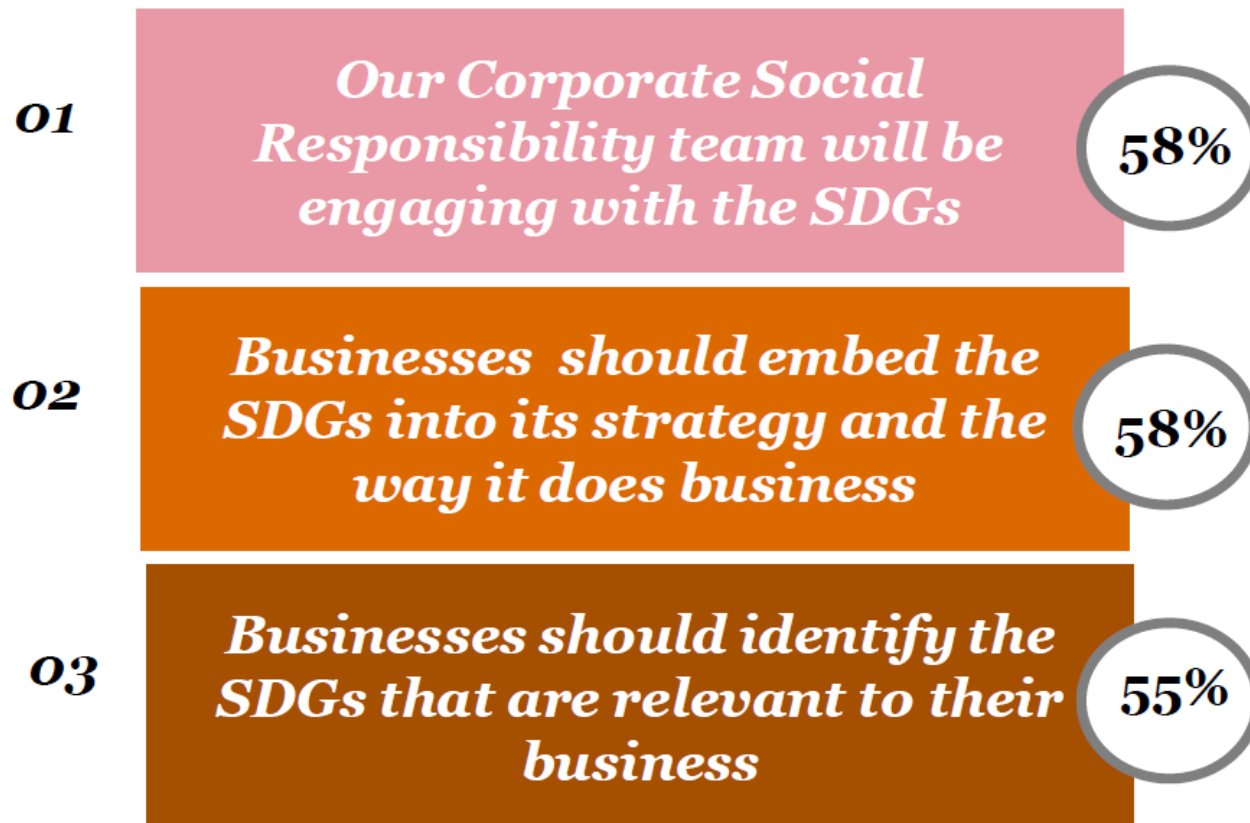 01
Our Corporate Social
Responsibility team will be
engaging with the SDGs
58%
02
Businesses should embed the
SDGs into its strategy and the
way it does business
58%
03
Businesses should identify the
SDGs that are relevant to their
business
55%